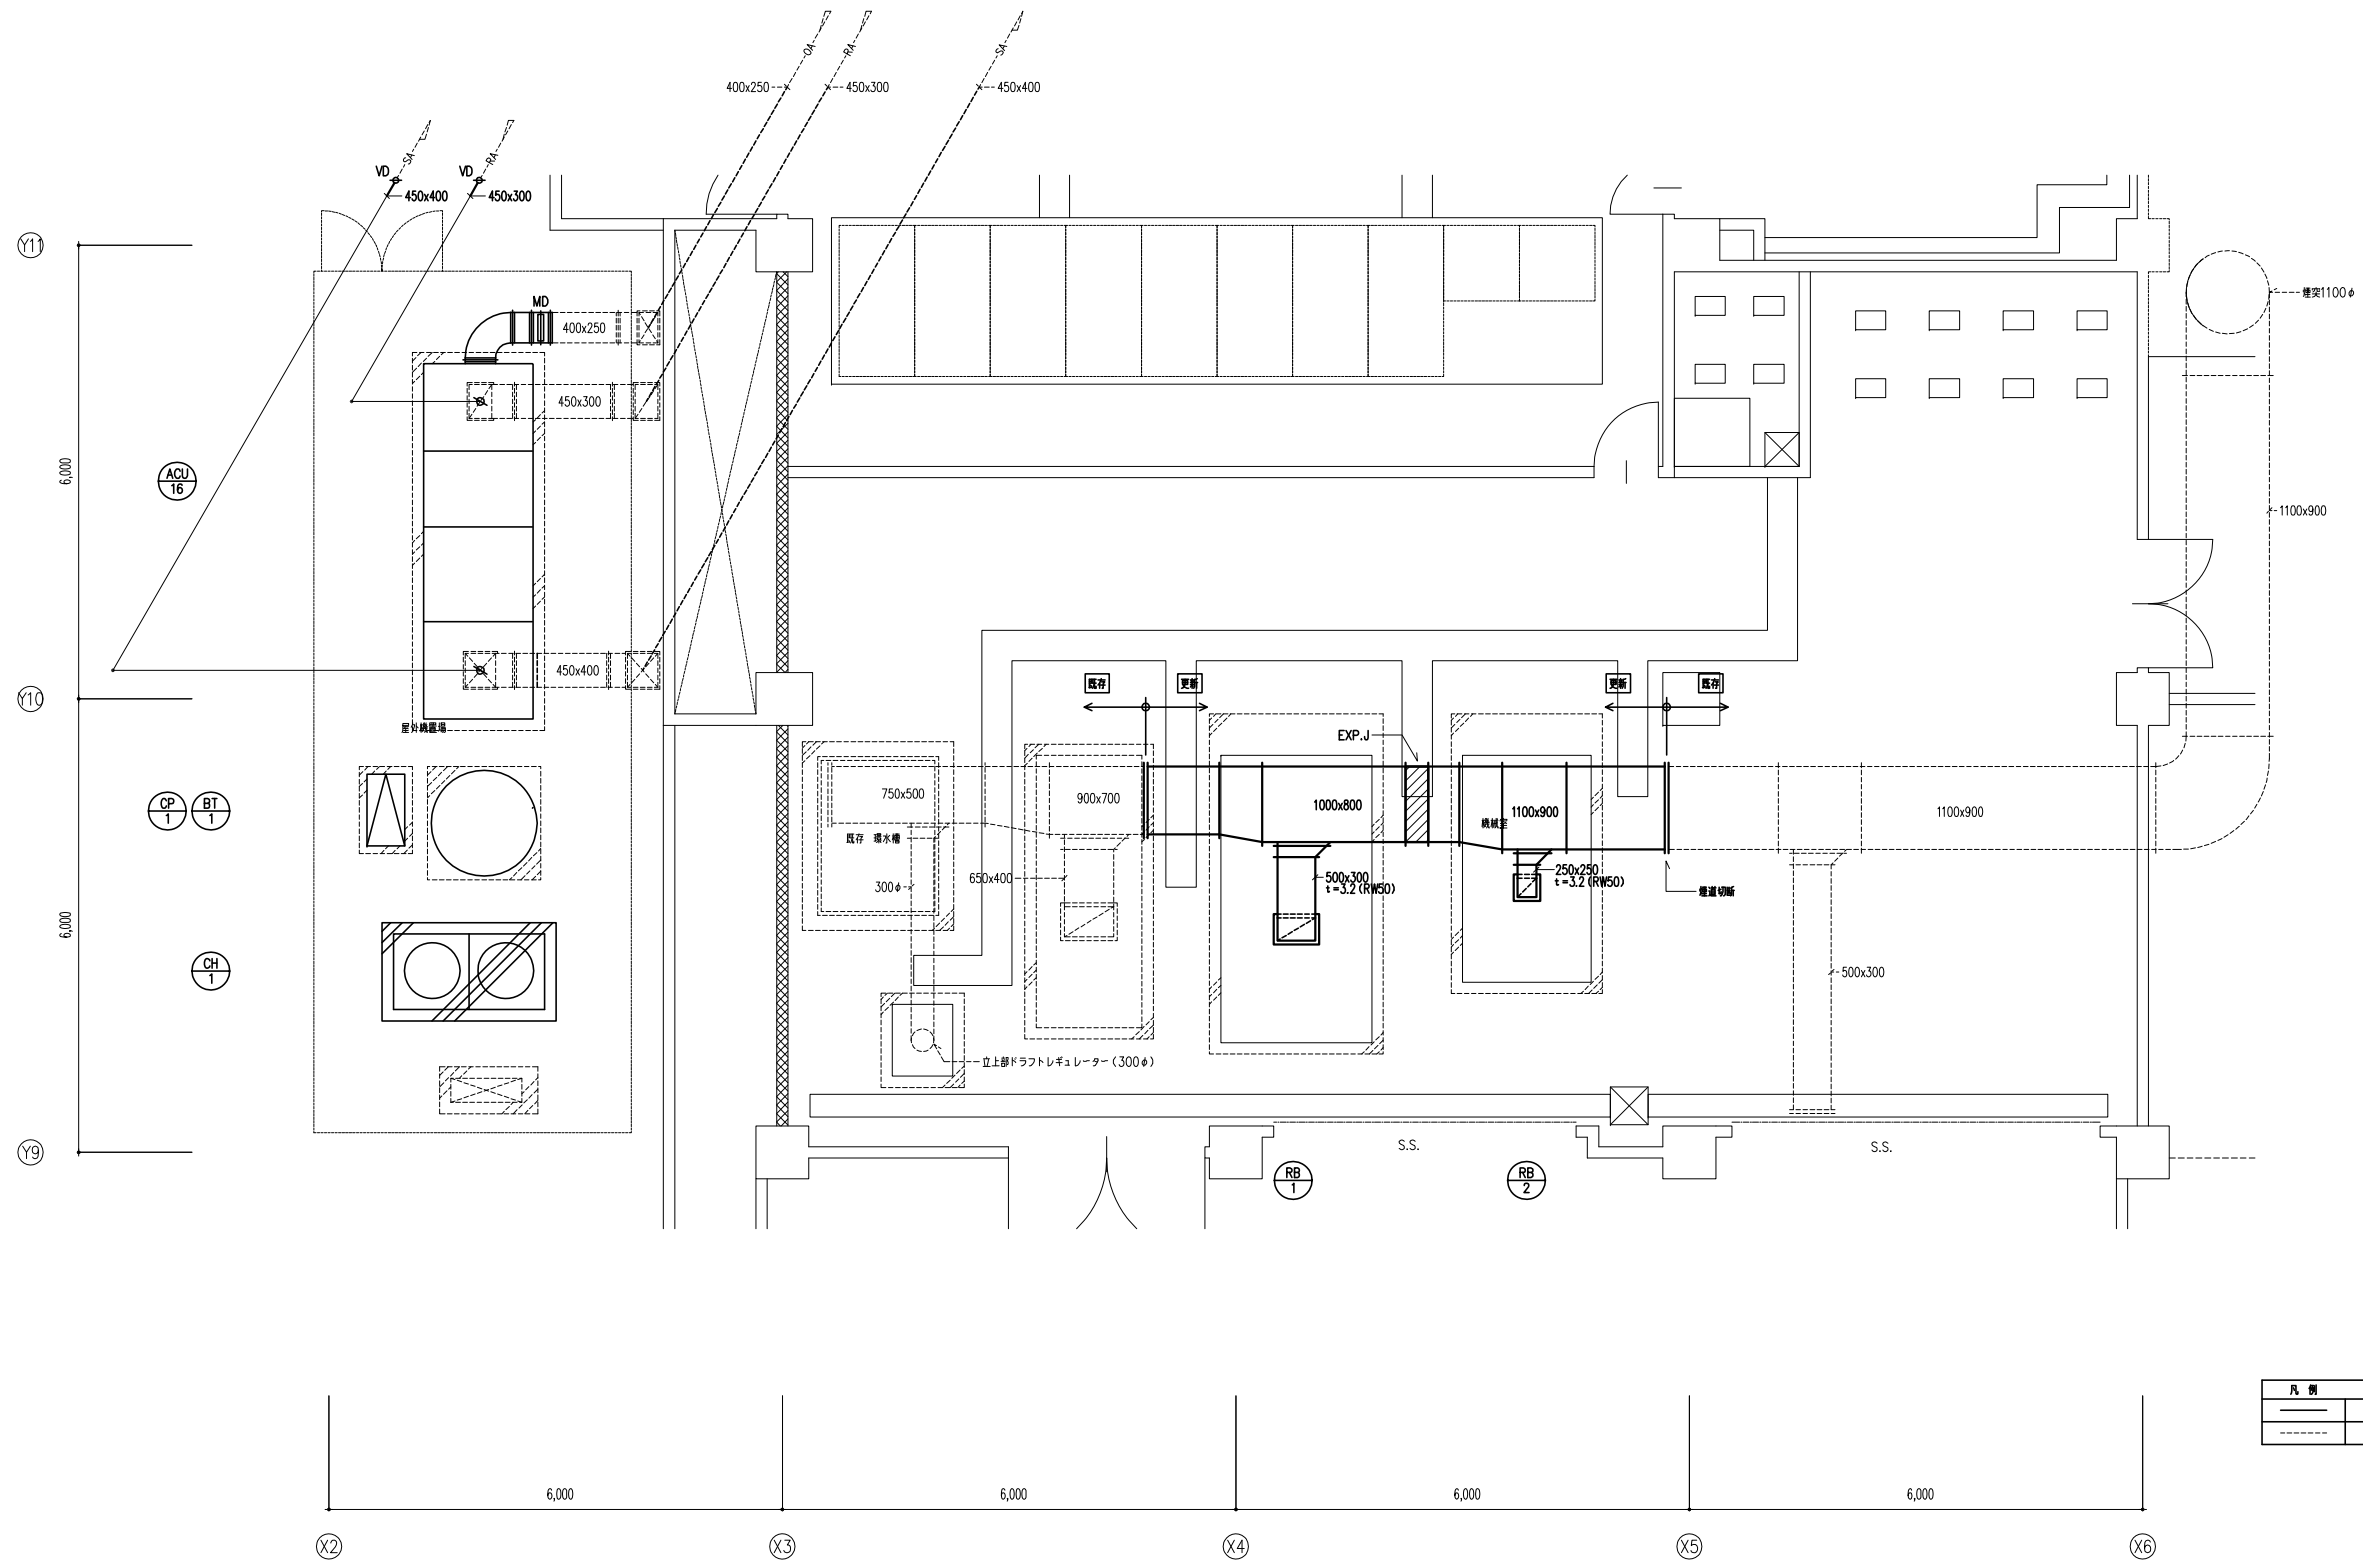 OA
RA
SA
400x250
450x300
450x400
SA
RA
VD
VD
450x400
450x300
Y11
MD
400x250
煙突1100φ
450x300
6,000
ACU
16
1100x900
450x400
Y10
既存
更新
更新
既存
屋外機置場
EXP.J
750x500
900x700
1000x800
1100x900
1100x900
CP
1
BT
1
機械室
既存 環水槽
300φ
650x400
500x300
t=3.2(RW50)
250x250
t=3.2(RW50)
煙道切断
6,000
CH
1
500x300
立上部ドラフトレギュレーター(300φ)
Y9
S.S.
S.S.
RB
1
RB
2
凡 例
6,000
6,000
6,000
6,000
X2
X3
X4
X5
X6